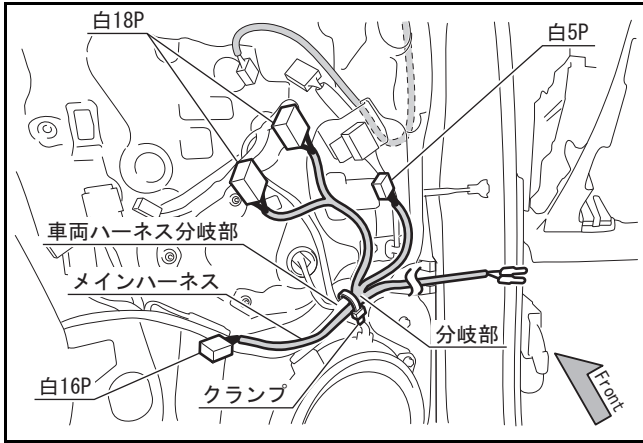 白18P
白5P
車両ハーネス分岐部
メインハーネス
分岐部
白16P
クランプ
Front